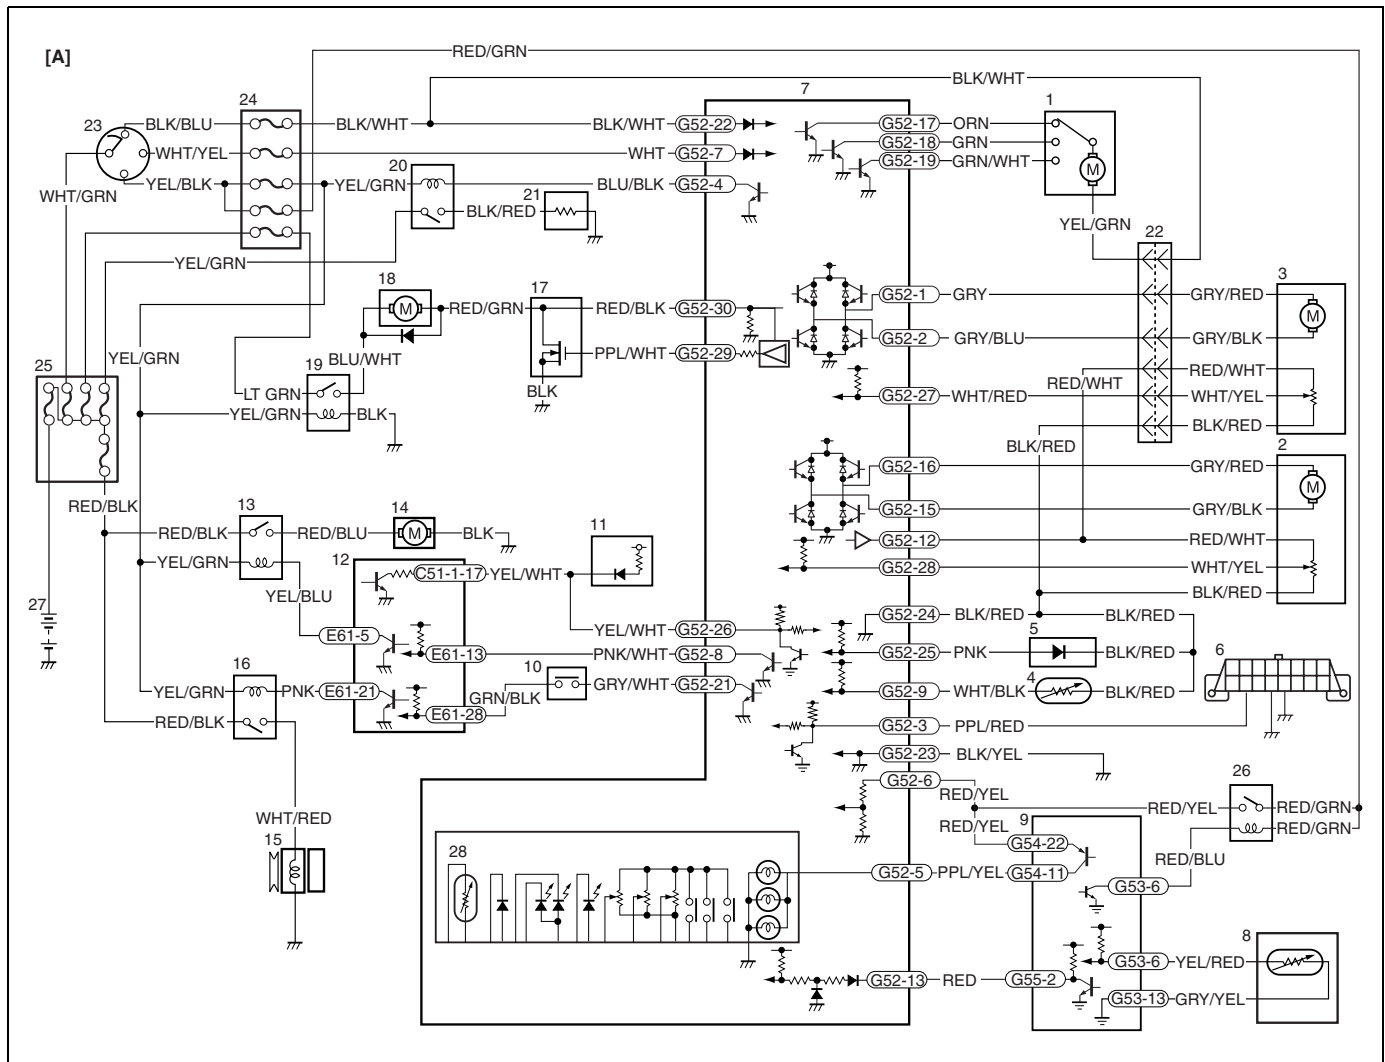 [A]
RED/GRN
BLK/WHT
7
1
24
23
BLK/BLU
BLK/WHT
BLK/WHT
G52-22
G52-17
ORN
G52-18
GRN
WHT/YEL
WHT
G52-7
G52-19
GRN/WHT
20
YEL/BLK
YEL/GRN
BLU/BLK
G52-4
WHT/GRN
21
BLK/RED
YEL/GRN
22
YEL/GRN
18
17
3
M
RED/GRN
RED/BLK
G52-30
G52-1
GRY
GRY/RED
M
G52-2
GRY/BLU
GRY/BLK
YEL/GRN
BLU/WHT
PPL/WHT
G52-29
25
19
RED/WHT
RED/WHT
LT GRN
BLK
G52-27
WHT/RED
WHT/YEL
YEL/GRN
BLK
BLK/RED
BLK/RED
2
G52-16
GRY/RED
M
RED/BLK
13
14
G52-15
GRY/BLK
RED/BLK
RED/BLU
M
BLK
11
G52-12
RED/WHT
YEL/GRN
12
C51-1-17
YEL/WHT
G52-28
WHT/YEL
YEL/BLU
BLK/RED
27
G52-24
BLK/RED
BLK/RED
E61-5
YEL/WHT
G52-26
5
E61-13
PNK/WHT
G52-8
G52-25
PNK
BLK/RED
6
16
10
4
YEL/GRN
PNK
E61-21
GRN/BLK
GRY/WHT
G52-21
G52-9
WHT/BLK
BLK/RED
E61-28
RED/BLK
G52-3
PPL/RED
G52-23
BLK/YEL
G52-6
RED/YEL
26
RED/YEL
RED/GRN
WHT/RED
RED/YEL
9
RED/GRN
15
G54-22
RED/BLU
28
G52-5
PPL/YEL
G54-11
G53-6
8
G53-6
YEL/RED
G52-13
RED
G55-2
G53-13
GRY/YEL
M